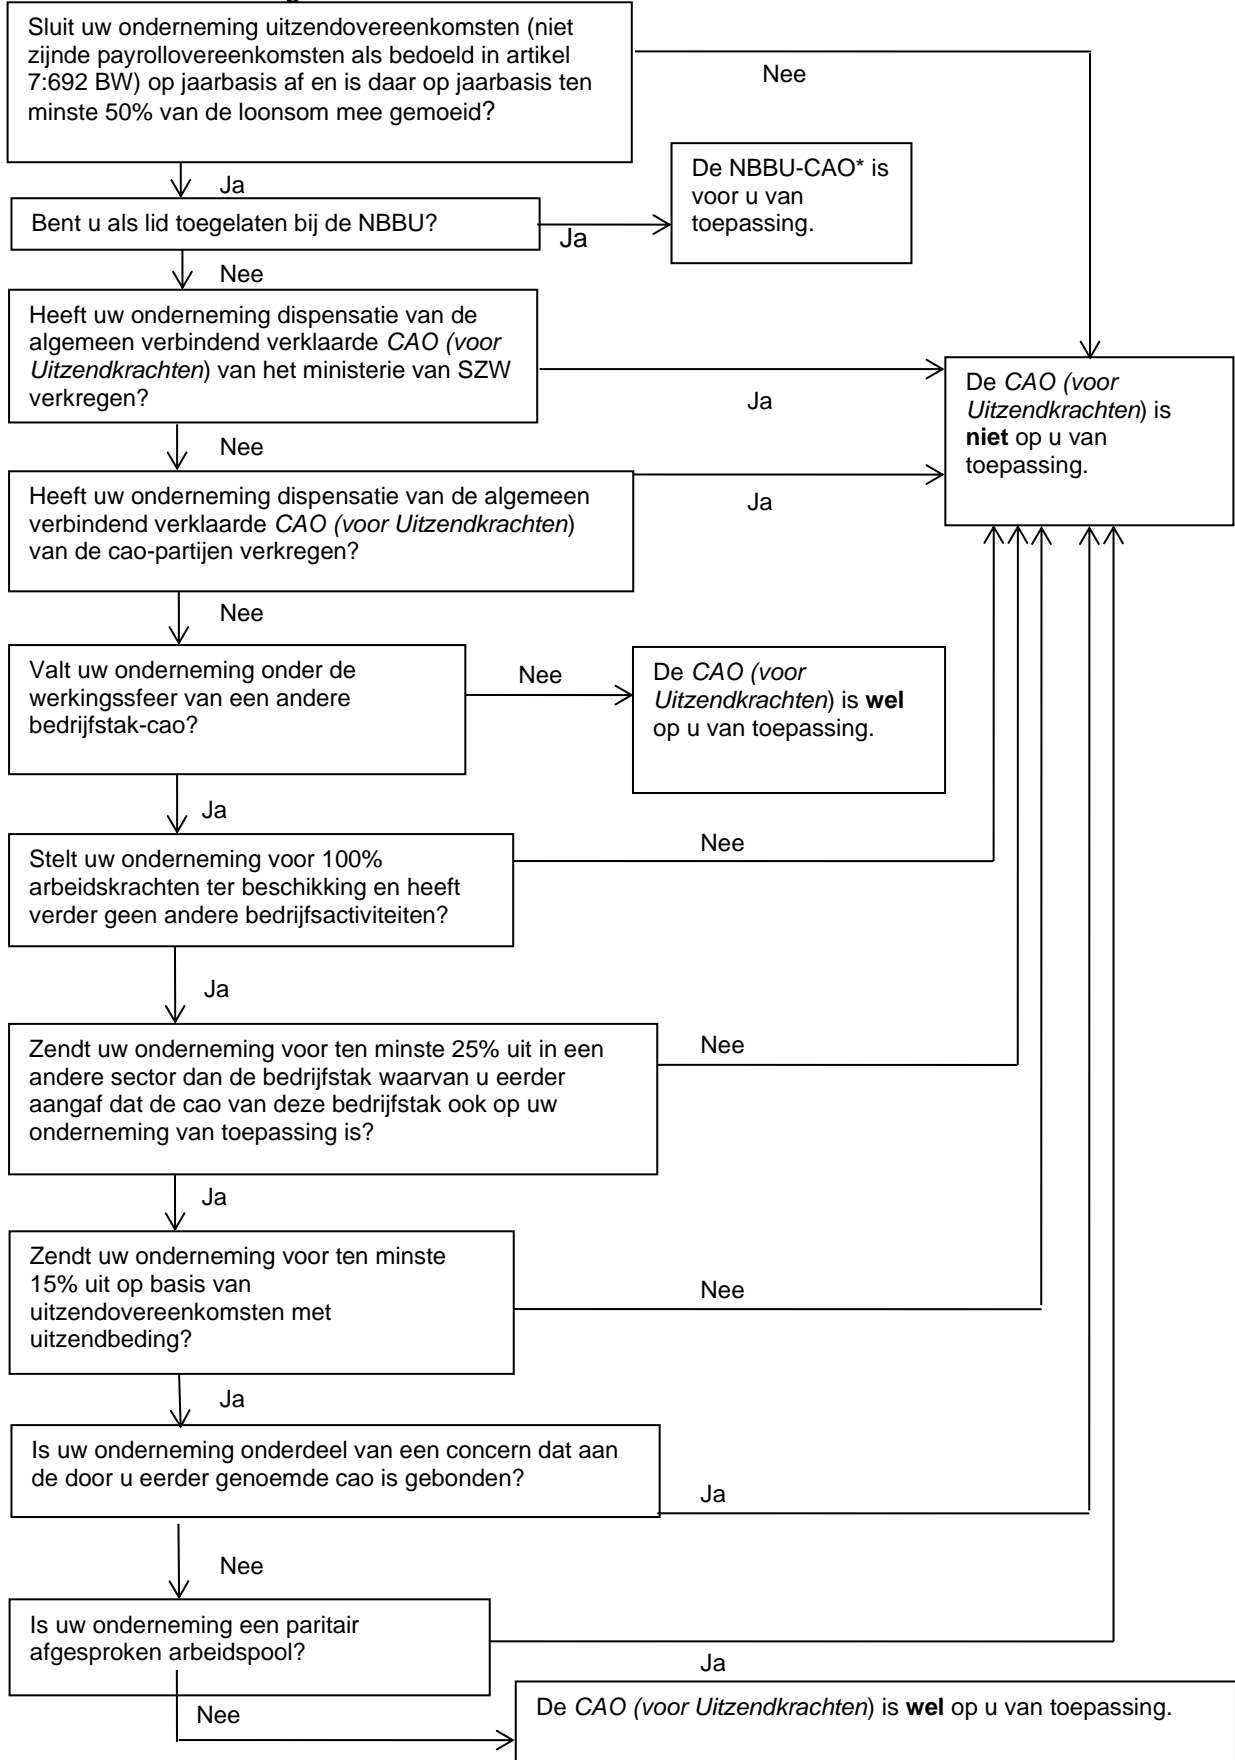 Sluit uw onderneming uitzendovereenkomsten (niet
zijnde payrollovereenkomsten als bedoeld in artikel
7:692 BW) op jaarbasis af en is daar op jaarbasis ten
minste 50% van de loonsom mee gemoeid?
Nee
Ja
De NBBU-CAO* is
voor u van
toepassing.
Bent u als lid toegelaten bij de NBBU?
Ja
Nee
Heeft uw onderneming dispensatie van de
algemeen verbindend verklaarde CAO (voor
Uitzendkrachten) van het ministerie van SZW
verkregen?
Ja
De CAO (voor
Uitzendkrachten) is
niet op u van
toepassing.
Nee
Heeft uw onderneming dispensatie van de algemeen
verbindend verklaarde CAO (voor Uitzendkrachten)
van de cao-partijen verkregen?
Ja
Nee
Valt uw onderneming onder de
werkingssfeer van een andere
bedrijfstak-cao?
Nee
De CAO (voor
Uitzendkrachten) is wel
op u van toepassing.
Ja
Stelt uw onderneming voor 100%
arbeidskrachten ter beschikking en heeft
verder geen andere bedrijfsactiviteiten?
Nee
Ja
Zendt uw onderneming voor ten minste 25% uit in een
andere sector dan de bedrijfstak waarvan u eerder
aangaf dat de cao van deze bedrijfstak ook op uw
onderneming van toepassing is?
Nee
Ja
Zendt uw onderneming voor ten minste
15% uit op basis van
uitzendovereenkomsten met
uitzendbeding?
Nee
Ja
Is uw onderneming onderdeel van een concern dat aan
de door u eerder genoemde cao is gebonden?
Ja
Nee
Is uw onderneming een paritair
afgesproken arbeidspool?
Ja
Nee
De CAO (voor Uitzendkrachten) is wel op u van toepassing.